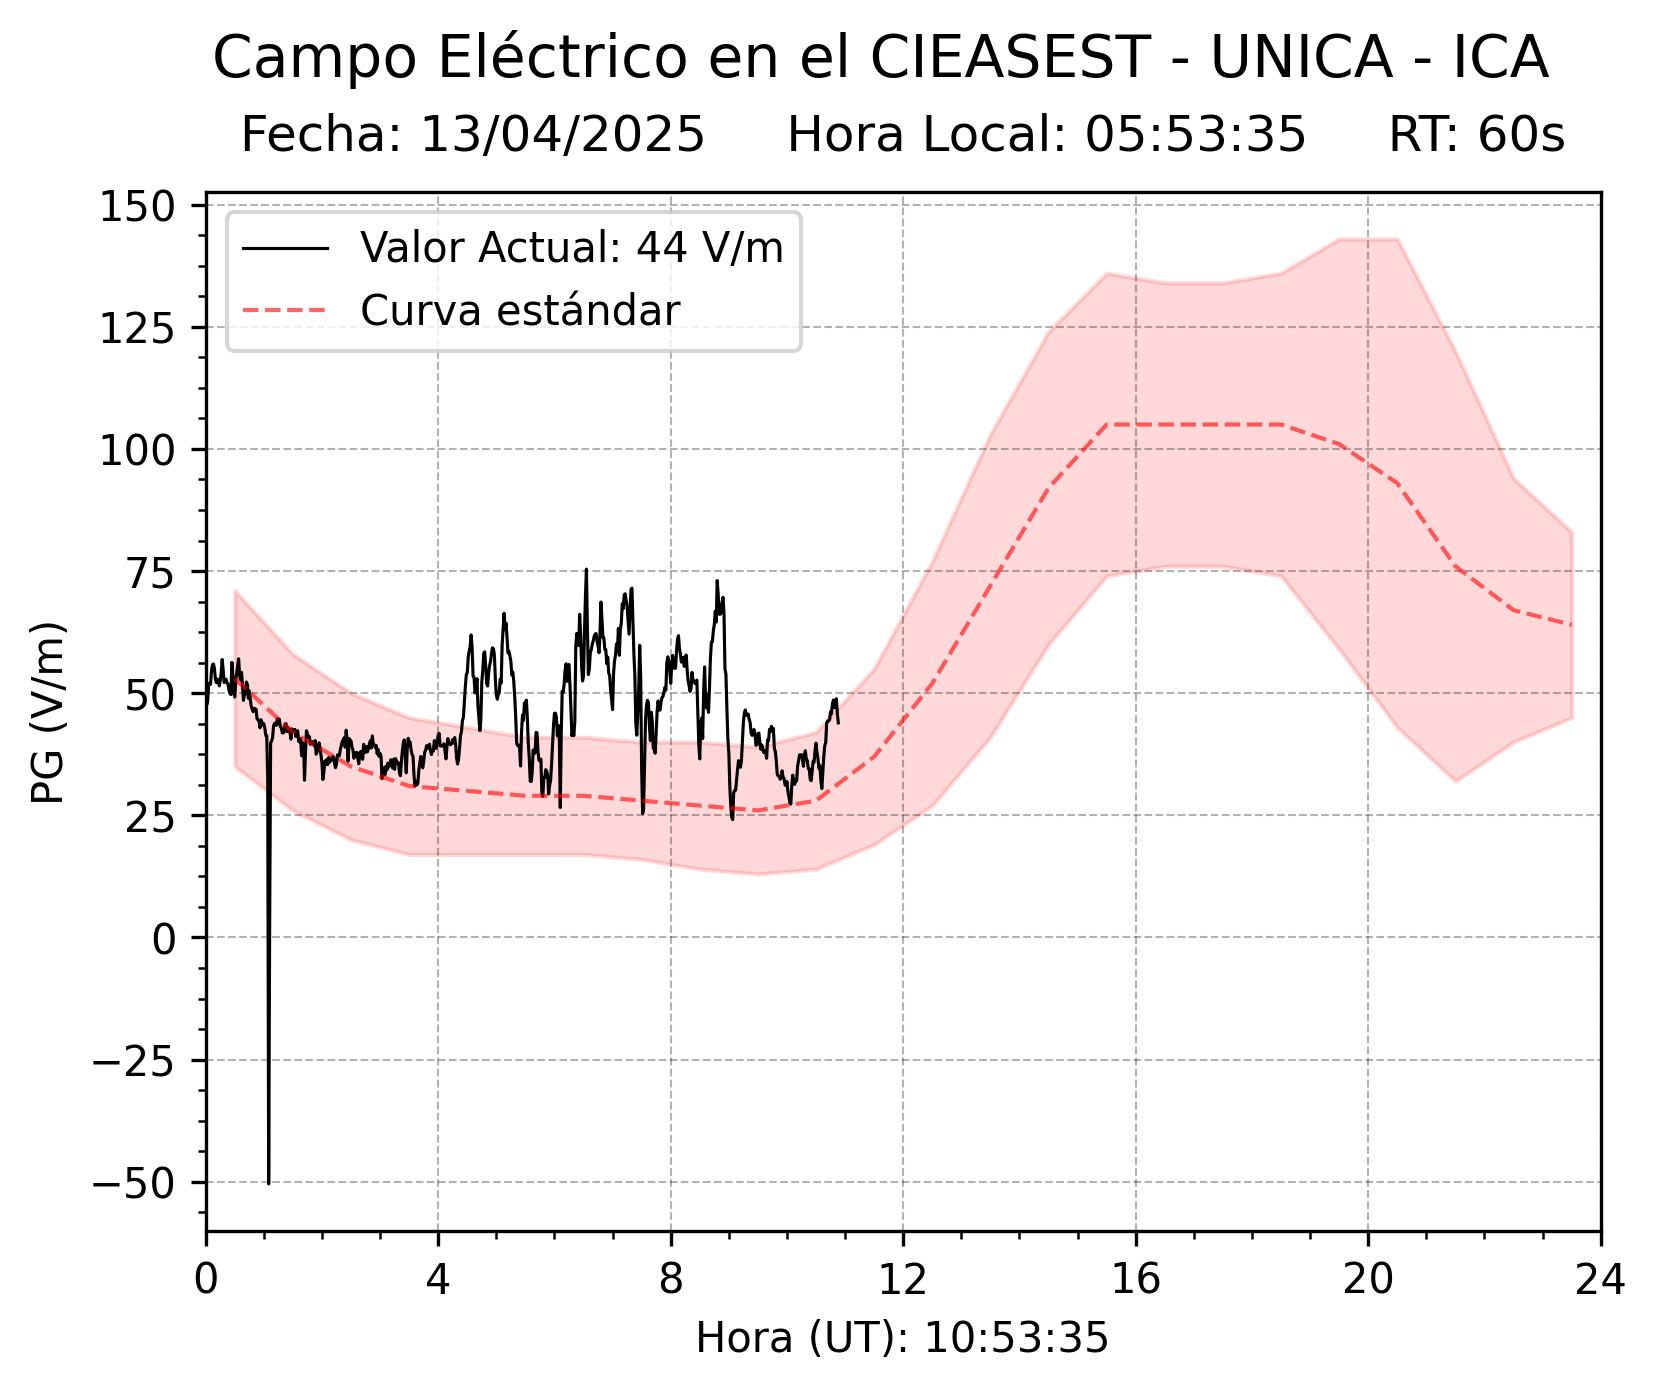 Campo Eléctrico en el CIEASEST - UNICA - ICA
Fecha: 13/04/2025 Hora Local: 05:53:35 RT: 60s
Valor Actual: 44 V/m
Curva estándar
PG (V/m)
150
125
100
75
50
25
0
−25
−50
0 4 8 12 16 20 24
Hora (UT): 10:53:35